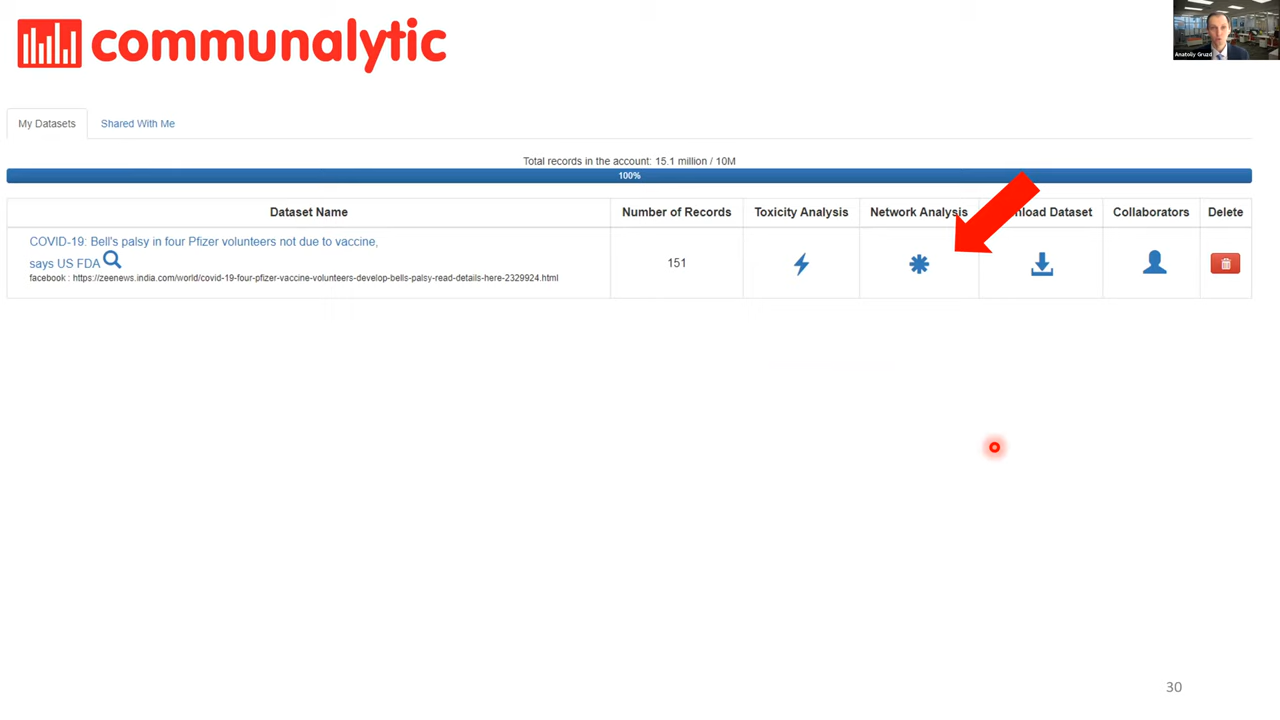 communalytic
Anatoliy Gruzd
My Datasets
Shared With Me
Total records in the account: 15.1 million / 10M
100%
Dataset Name
Number of Records
Toxicity Analysis
Network Analysis
nload Dataset
Collaborators
Delete
COVID-19: Bell's palsy in four Pfizer volunteers not due to vaccine,
says US FDA
facebook : https://zeenews.india.com/world/covid-19-four-pfizer-vaccine-volunteers-develop-bells-palsy-read-details-here-2329924.html
151
30